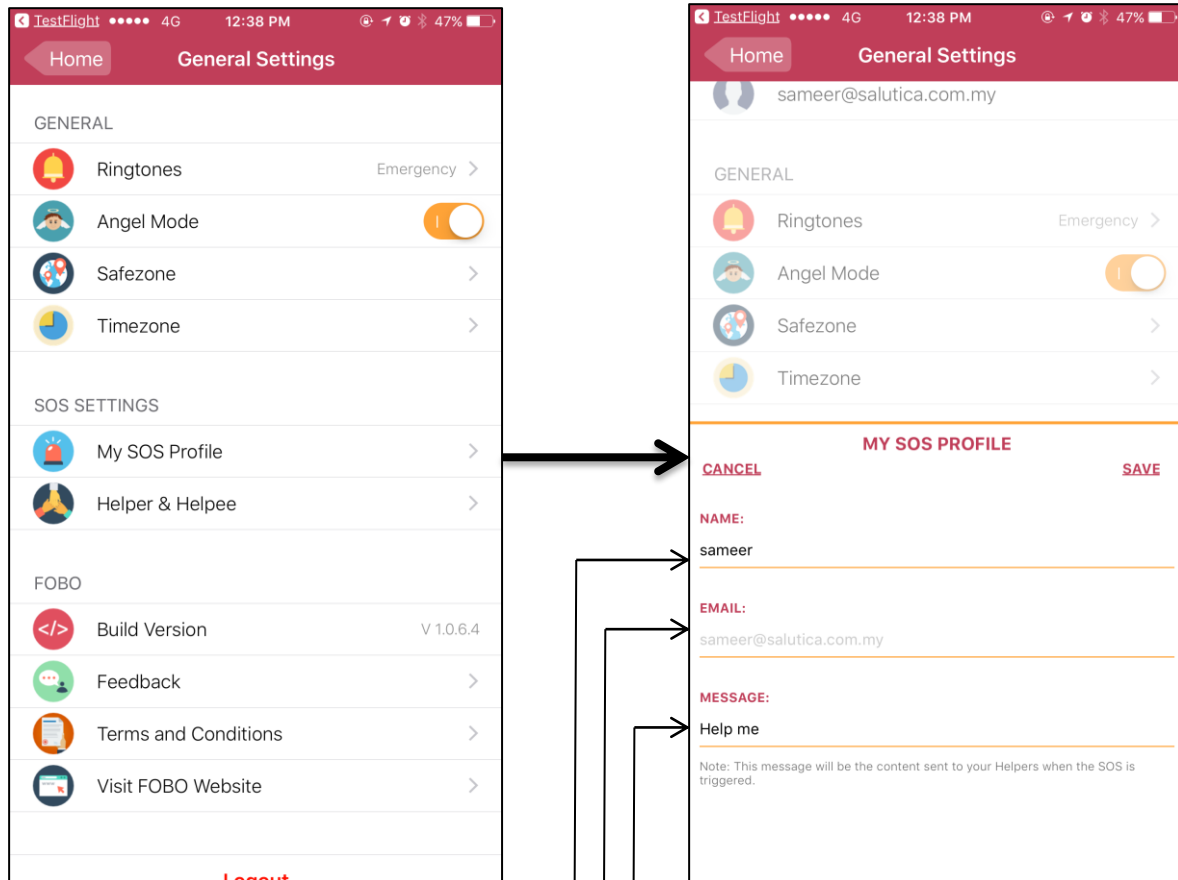 TestFlight 4G 12:38 PM 47%
Home General Settings
GENERAL
Ringtones Emergency
Angel Mode
Safezone
Timezone
SOS SETTINGS
My SOS Profile
Helper & Helpee
FOBO
</> Build Version V 1.0.6.4
Feedback
Terms and Conditions
Visit FOBO Website
Logout
TestFlight 4G 12:38 PM 47%
Home General Settings
sameer@salutica.com.my
GENERAL
Ringtones Emergency
Angel Mode
Safezone
Timezone
MY SOS PROFILE
CANCEL SAVE
NAME:
sameer
EMAIL:
sameer@salutica.com.my
MESSAGE:
Help me
Note: This message will be the content sent to your Helpers when the SOS is
triggered.